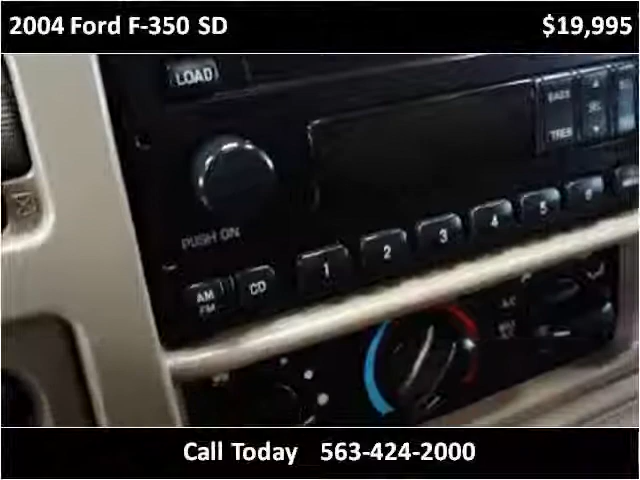 2004 Ford F-350 SD $19,995
LOAD
BASS SEL
TREB
PUSH ON
1 2 3 4 5 6
AM FM CD
A/C
Call Today 563-424-2000